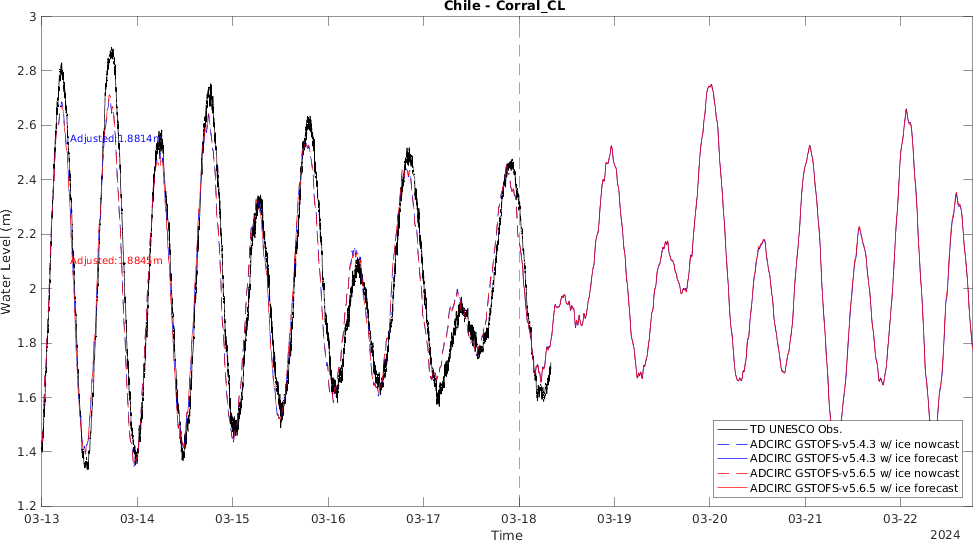 Chile - Corral_CL
3
2.8
2.6
2.4
2.2
2
1.8
1.6
1.4
1.2
Water Level (m)
Adjusted:1.8814m
Adjusted:1.8845m
TD UNESCO Obs.
ADCIRC GSTOFS-v5.4.3 w/ ice nowcast
ADCIRC GSTOFS-v5.4.3 w/ ice forecast
ADCIRC GSTOFS-v5.6.5 w/ ice nowcast
ADCIRC GSTOFS-v5.6.5 w/ ice forecast
03-13 03-14 03-15 03-16 03-17 03-18 03-19 03-20 03-21 03-22
Time
2024